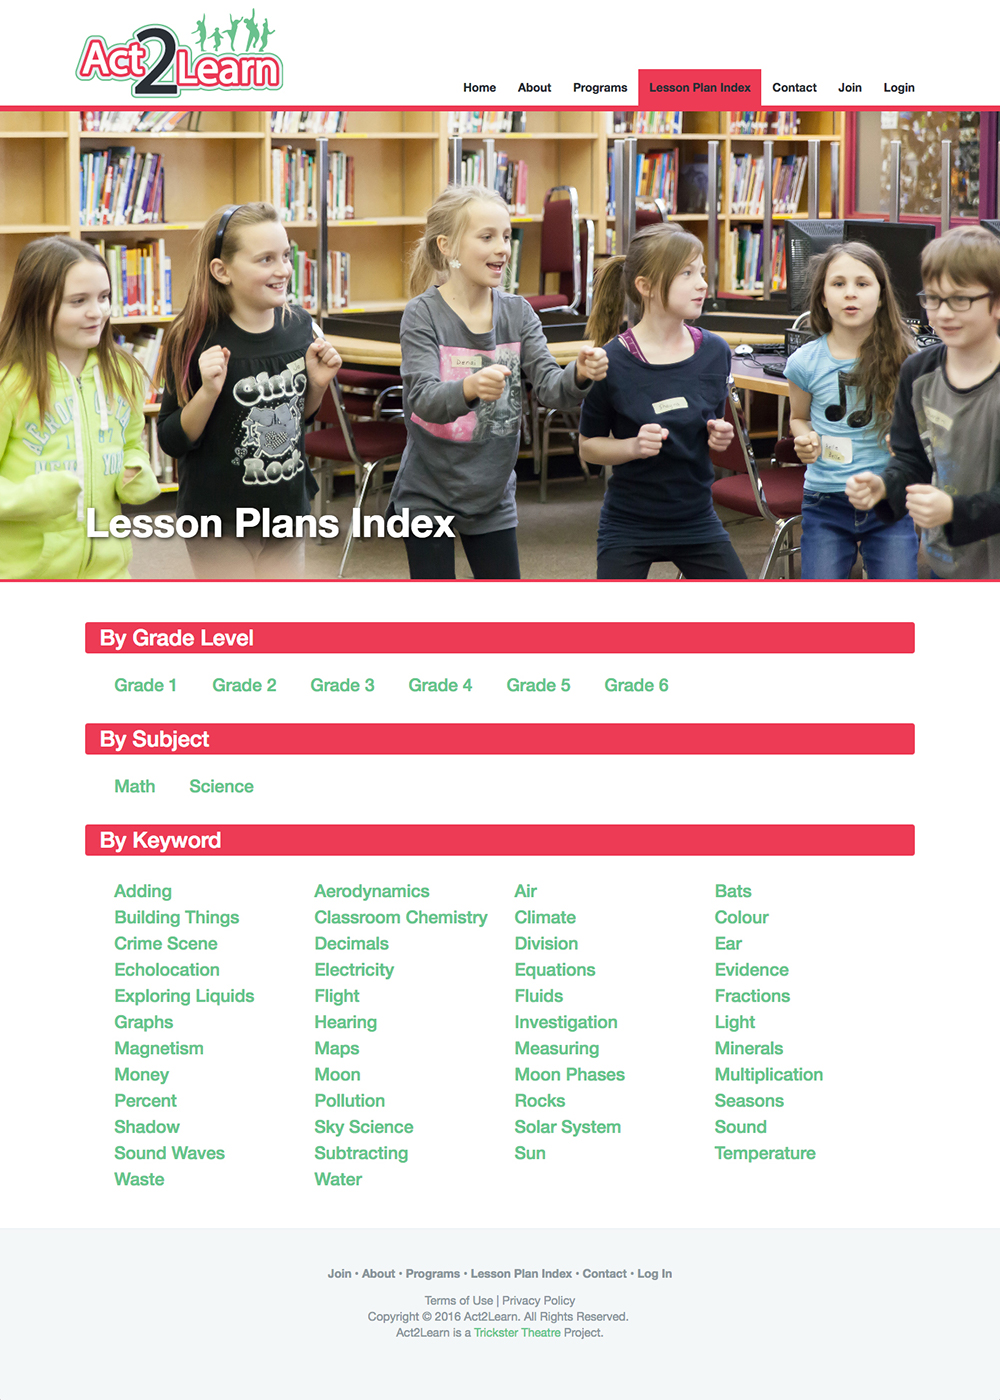 Act2Learn
Home About Programs Lesson Plan Index Contact Join Login
Girlz
Rock
Lesson Plans Index
By Grade Level
Grade 1 Grade 2 Grade 3 Grade 4 Grade 5 Grade 6
By Subject
Math Science
By Keyword
Adding Aerodynamics Air Bats
Building Things Classroom Chemistry Climate Colour
Crime Scene Decimals Division Ear
Echolocation Electricity Equations Evidence
Exploring Liquids Flight Fluids Fractions
Graphs Hearing Investigation Light
Magnetism Maps Measuring Minerals
Money Moon Moon Phases Multiplication
Percent Pollution Rocks Seasons
Shadow Sky Science Solar System Sound
Sound Waves Subtracting Sun Temperature
Waste Water
Join • About • Programs • Lesson Plan Index • Contact • Log In
Terms of Use | Privacy Policy
Copyright © 2016 Act2Learn. All Rights Reserved.
Act2Learn is a Trickster Theatre Project.